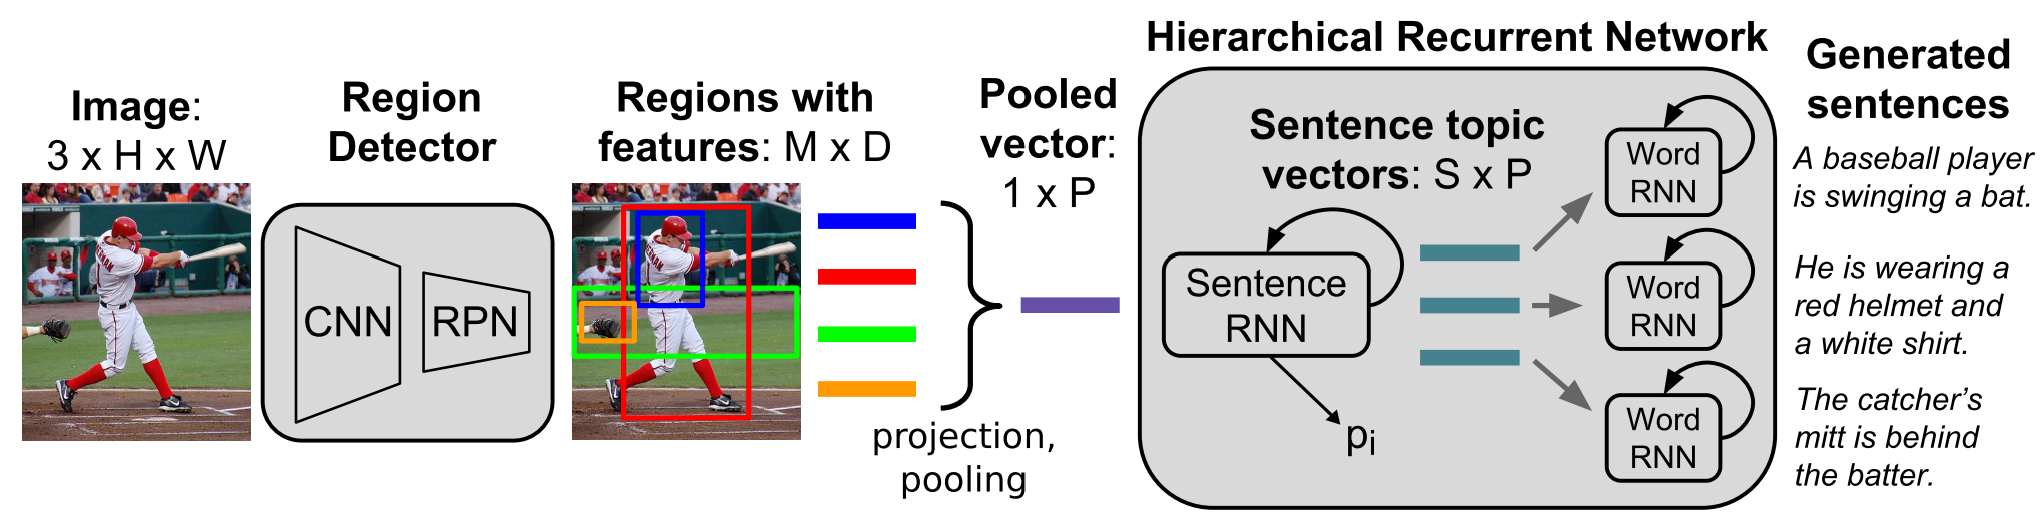 Image:
3 x H x W
Region
Detector
CNN
RPN
Regions with
features: M x D
projection,
pooling
Pooled
vector:
1 x P
Hierarchical Recurrent Network
Sentence topic
vectors: S x P
Sentence
RNN
pi
Word
RNN
Word
RNN
Word
RNN
Generated
sentences
A baseball player
is swinging a bat.
He is wearing a
red helmet and
a white shirt.
The catcher's
mitt is behind
the batter.